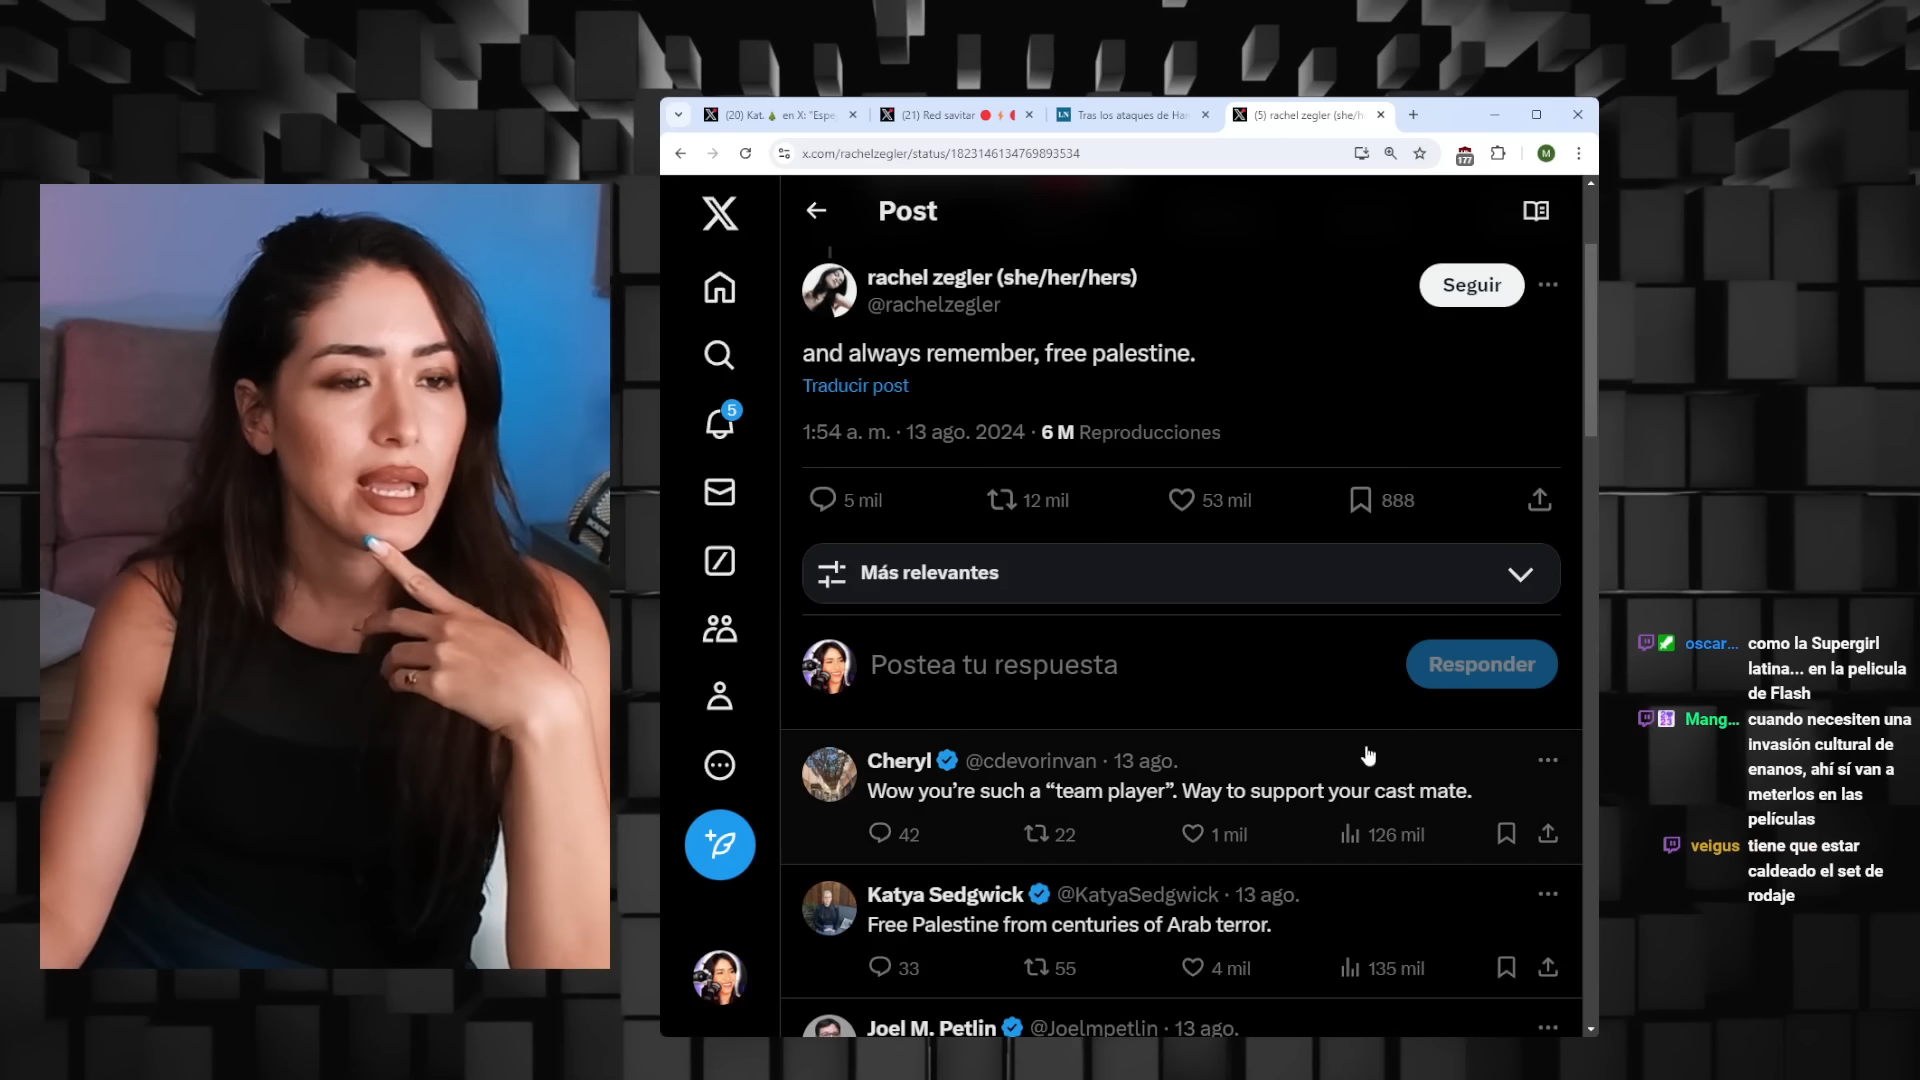 (20) Kat. 🎄 en X: "Espe
(21) Red savitar 🔴⚡
LN Tras los ataques de Ha
(5) rachel zegler (she/h
x.com/rachelzegler/status/1823146134769893534
177
M
Post
rachel zegler (she/her/hers)
@rachelzegler
Seguir
and always remember, free palestine.
Traducir post
1:54 a. m. · 13 ago. 2024 · 6 M Reproducciones
5 mil 12 mil 53 mil 888
5
Más relevantes
Postea tu respuesta
Responder
Cheryl @cdevorinvan · 13 ago.
Wow you’re such a “team player”. Way to support your cast mate.
42 22 1 mil 126 mil
Katya Sedgwick @KatyaSedgwick · 13 ago.
Free Palestine from centuries of Arab terror.
33 55 4 mil 135 mil
Joel M. Petlin @Joelmpetlin · 13 ago.
oscar... como la Supergirl
latina... en la pelicula
de Flash
Mang... cuando necesiten una
invasión cultural de
enanos, ahí sí van a
meterlos en las
películas
veigus tiene que estar
caldeado el set de
rodaje